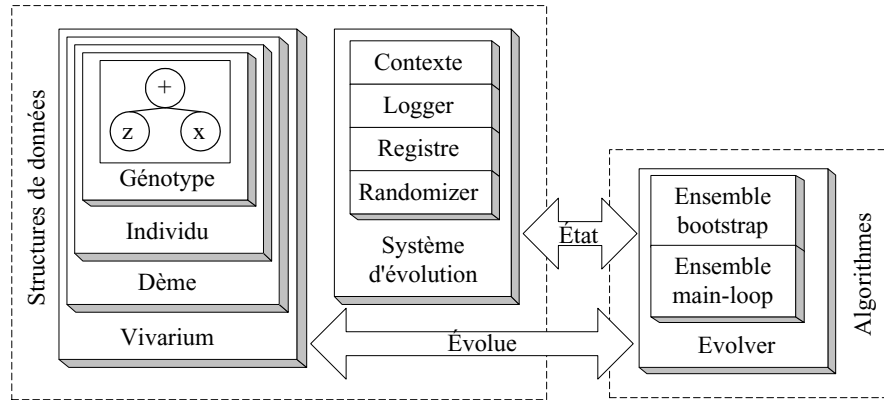 Structures de données
+
z
x
Génotype
Individu
Dème
Vivarium
Contexte
Logger
Registre
Randomizer
Système
d'évolution
État
Évolue
Ensemble
bootstrap
Ensemble
main-loop
Evolver
Algorithmes